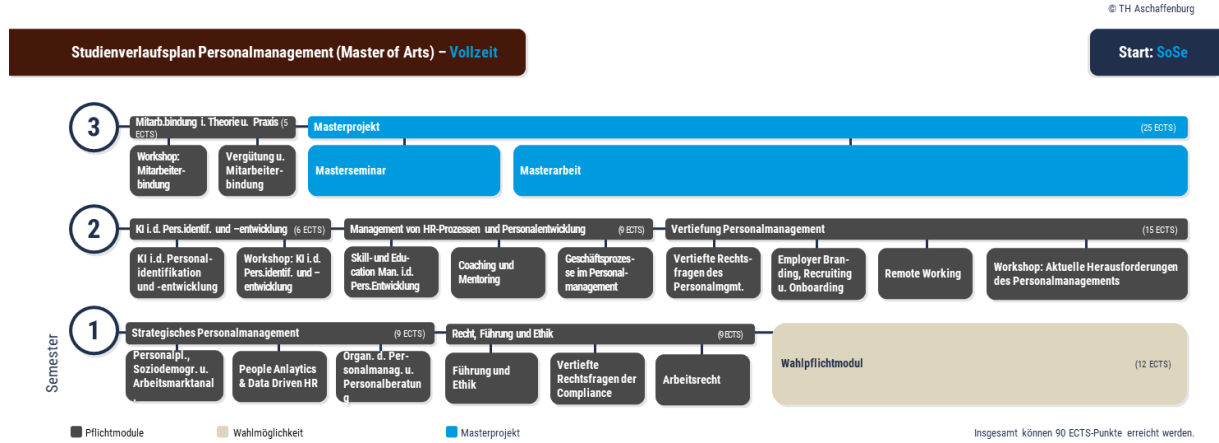 © TH Aschaffenburg
Studienverlaufsplan Personalmanagement (Master of Arts) – Vollzeit
Start: SoSe
3
Mitarb.bindung i. Theorie u. Praxis (5
ECTS)
Masterprojekt
(25 ECTS)
Workshop:
Mitarbeiter-
bindung
Vergütung u.
Mitarbeiter-
bindung
Masterseminar
Masterarbeit
2
KI i.d. Pers.identif. und –entwicklung (6 ECTS)
Management von HR-Prozessen und Personalentwicklung (9 ECTS)
Vertiefung Personalmanagement
(15 ECTS)
KI i.d. Personal-
identifikation
und -entwicklung
Workshop: KI i.d.
Pers.identif. und –
entwicklung
Skill- und Edu-
cation Man. i.d.
Pers.Entwicklung
Coaching und
Mentoring
Geschäftsprozes-
se im Personal-
management
Vertiefte Rechts-
fragen des
Personalmgmt.
Employer Bran-
ding, Recruiting
u. Onboarding
Remote Working
Workshop: Aktuelle Herausforderungen
des Personalmanagements
Semester
1
Strategisches Personalmanagement
(9 ECTS)
Recht, Führung und Ethik
(9 ECTS)
Personalpl.,
Soziodemogr. u.
Arbeitsmarktanal
.
People Anlaytics
& Data Driven HR
Organ. d. Per-
sonalmanag. u.
Personalberatun
g
Führung und
Ethik
Vertiefte
Rechtsfragen der
Compliance
Arbeitsrecht
Wahlpflichtmodul
(12 ECTS)
Pflichtmodule
Wahlmöglichkeit
Masterprojekt
Insgesamt können 90 ECTS-Punkte erreicht werden.